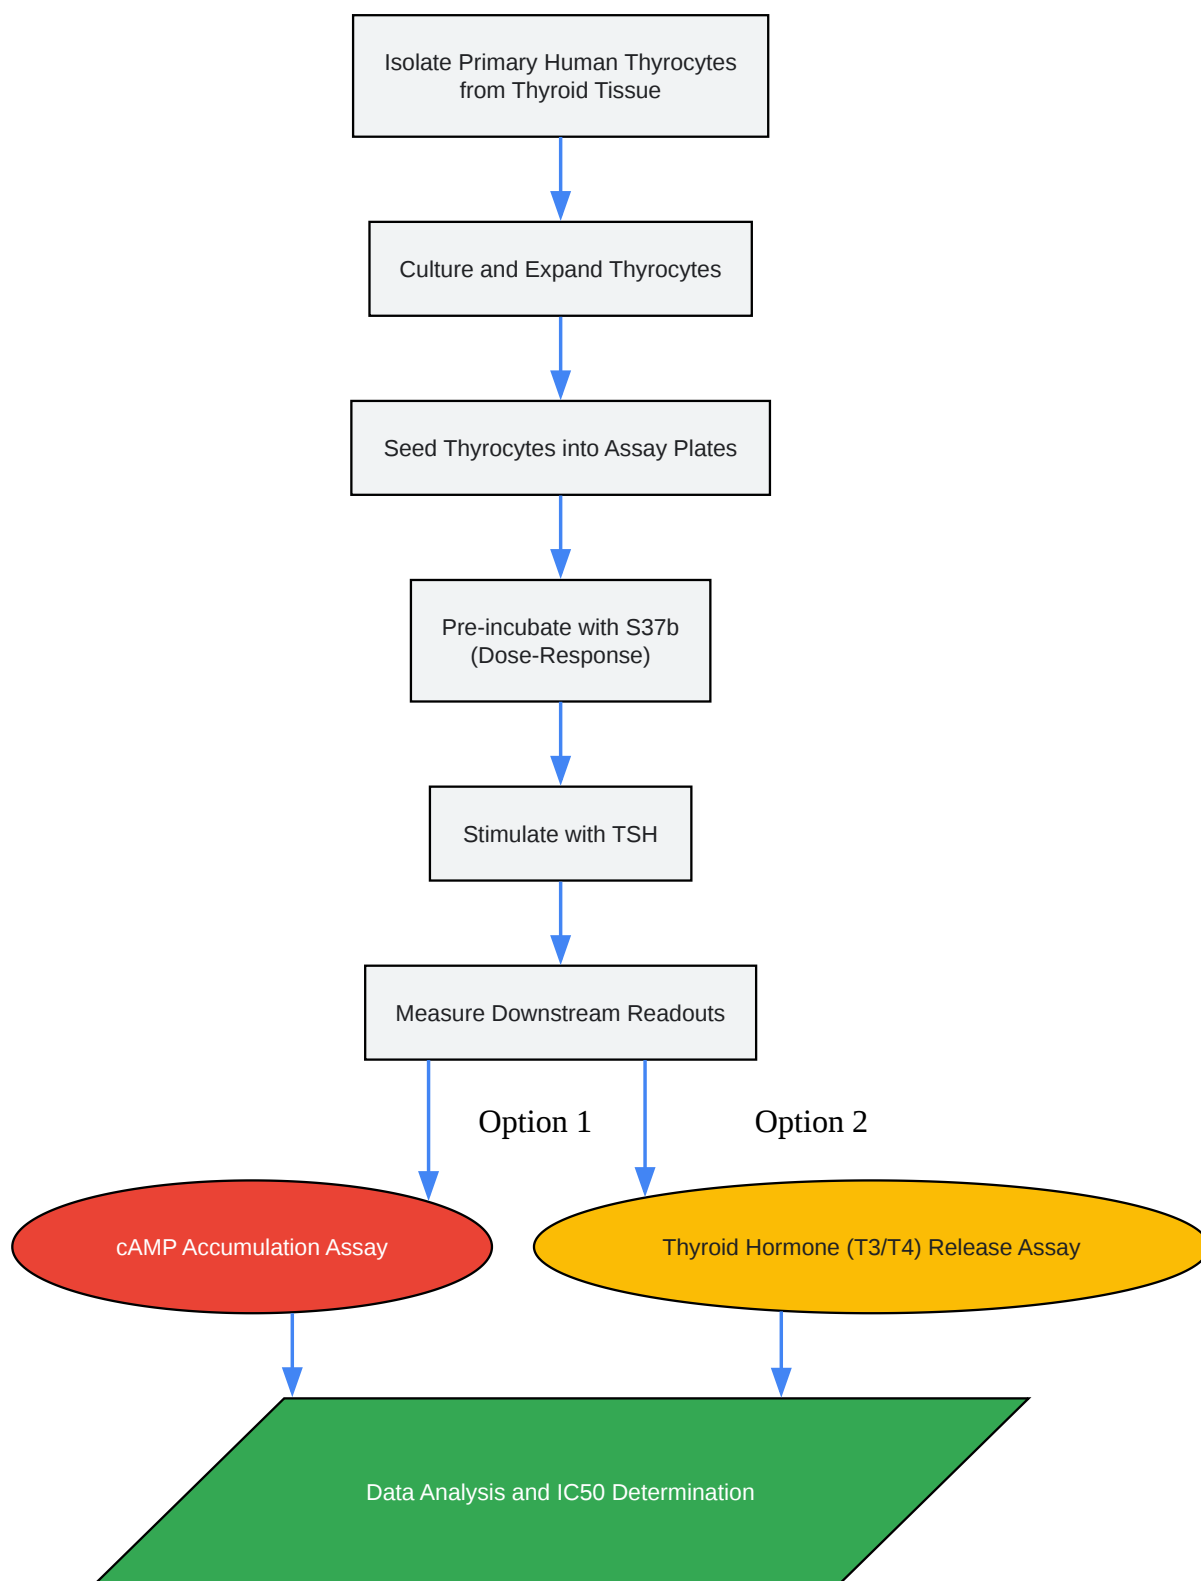 Isolate Primary Human Thyrocytes
from Thyroid Tissue
Culture and Expand Thyrocytes
Seed Thyrocytes into Assay Plates
Pre-incubate with S37b
(Dose-Response)
Stimulate with TSH
Measure Downstream Readouts
Option 1
Option 2
cAMP Accumulation Assay
Thyroid Hormone (T3/T4) Release Assay
Data Analysis and IC50 Determination